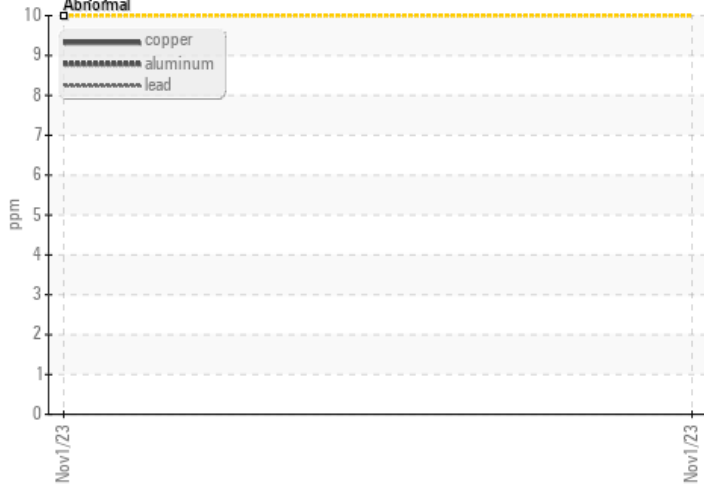 Abnormal
10
copper
9
aluminum
8
lead
7
6
ppm
5
4
3
2
1
0
Nov1/23
Nov1/23